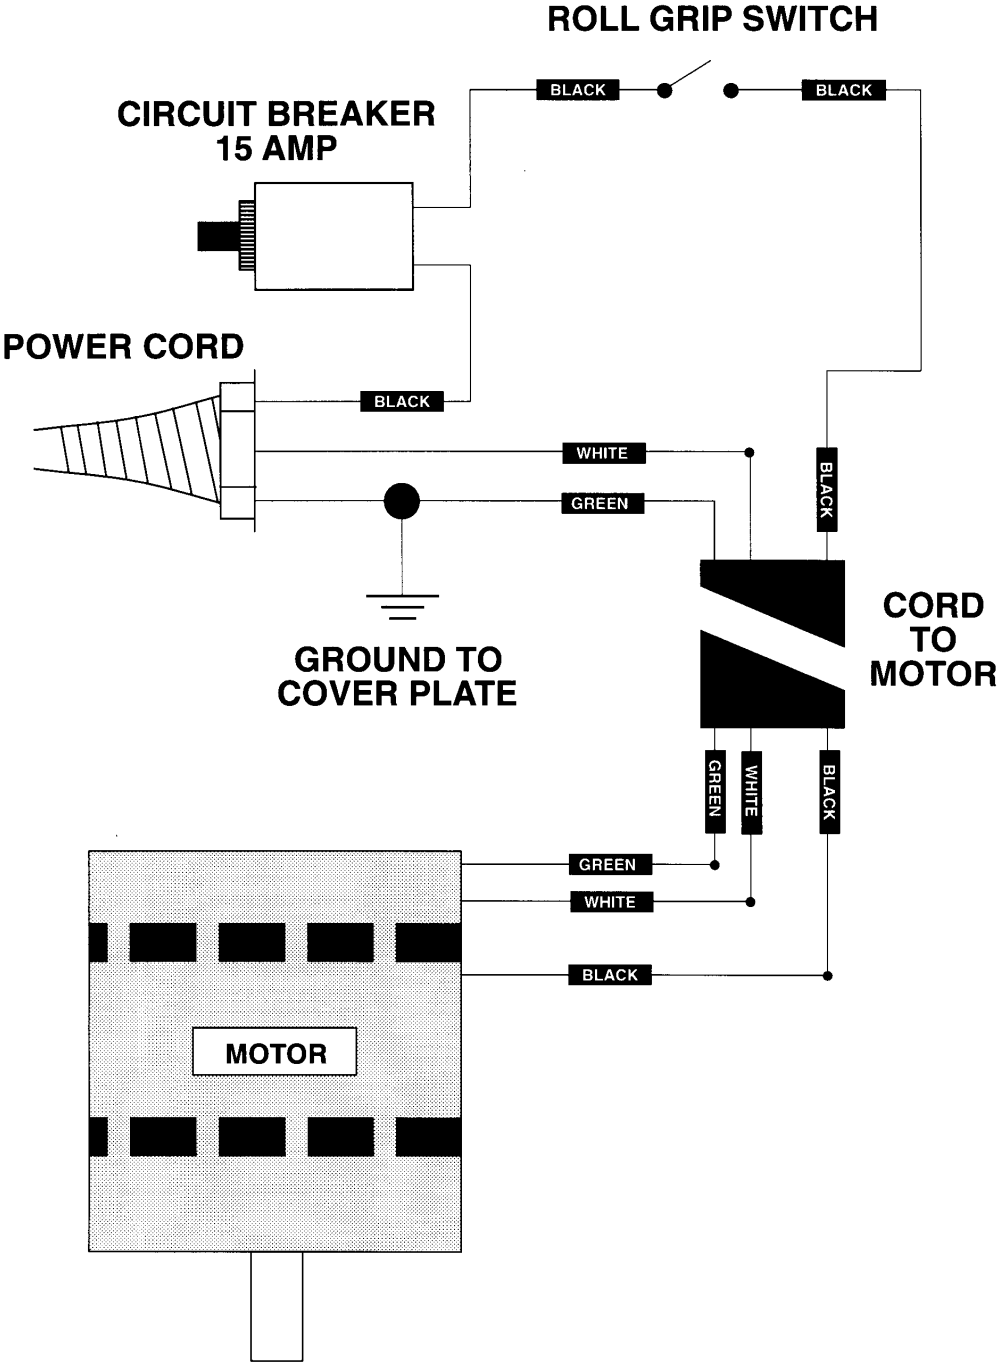 ROLL GRIP SWITCH
BLACK
BLACK
CIRCUIT BREAKER
15 AMP
POWER CORD
BLACK
WHITE
GREEN
BLACK
GROUND TO
COVER PLATE
CORD
TO
MOTOR
GREEN
WHITE
BLACK
GREEN
WHITE
BLACK
MOTOR